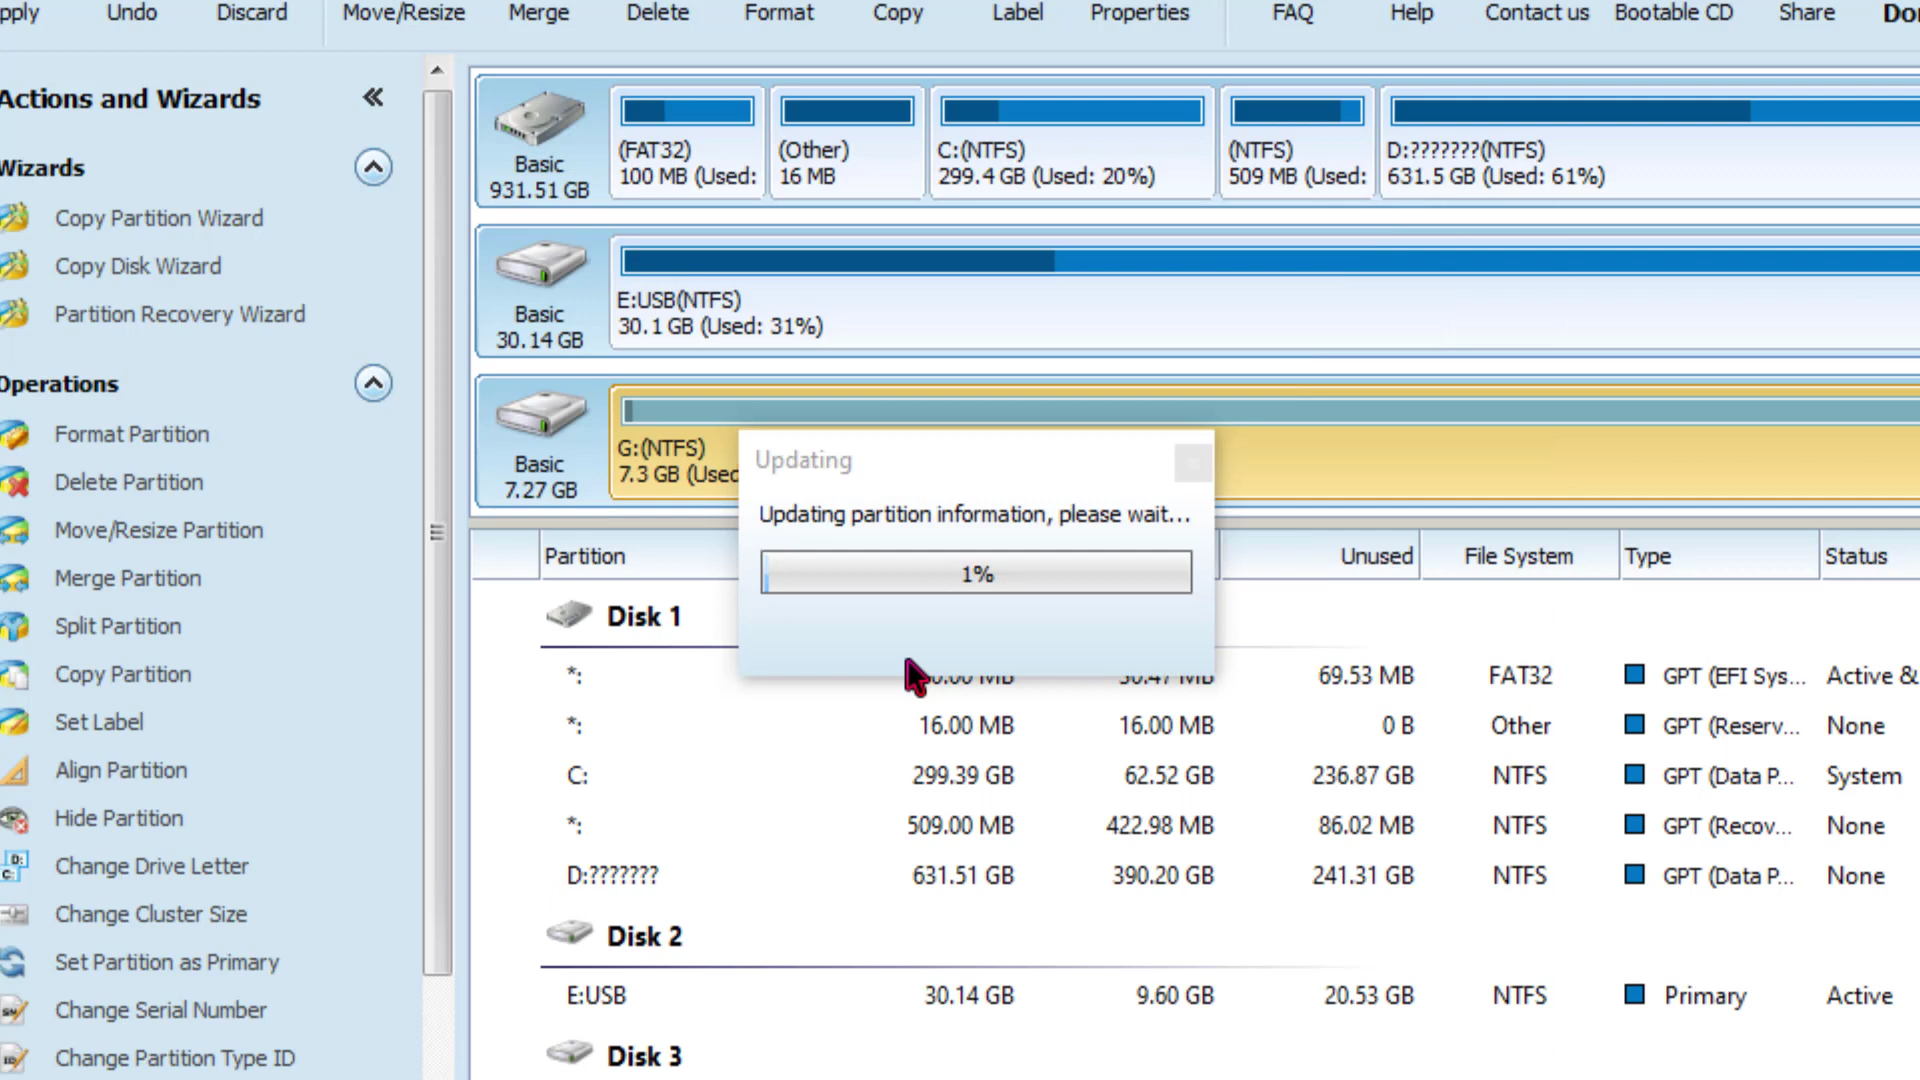 Undo Discard Move/Resize Merge Delete Format Copy Label Properties FAQ Help Contact us Bootable CD Share
Actions and Wizards
Wizards
Copy Partition Wizard
Copy Disk Wizard
Partition Recovery Wizard
Operations
Format Partition
Delete Partition
Move/Resize Partition
Merge Partition
Split Partition
Copy Partition
Set Label
Align Partition
Hide Partition
Change Drive Letter
Change Cluster Size
Set Partition as Primary
Change Serial Number
Change Partition Type ID
Basic
931.51 GB
(FAT32)
100 MB (Used:
(Other)
16 MB
C:(NTFS)
299.4 GB (Used: 20%)
(NTFS)
509 MB (Used:
D:???????(NTFS)
631.5 GB (Used: 61%)
Basic
30.14 GB
E:USB(NTFS)
30.1 GB (Used: 31%)
Basic
7.27 GB
G:(NTFS)
7.3 GB
Updating
Updating partition information, please wait...
1%
Partition Unused File System Type Status
Disk 1
*: 69.53 MB FAT32 GPT (EFI Sys... Active &
*: 16.00 MB 16.00 MB 0 B Other GPT (Reserv... None
C: 299.39 GB 62.52 GB 236.87 GB NTFS GPT (Data P... System
*: 509.00 MB 422.98 MB 86.02 MB NTFS GPT (Recov... None
D:??????? 631.51 GB 390.20 GB 241.31 GB NTFS GPT (Data P... None
Disk 2
E:USB 30.14 GB 9.60 GB 20.53 GB NTFS Primary Active
Disk 3